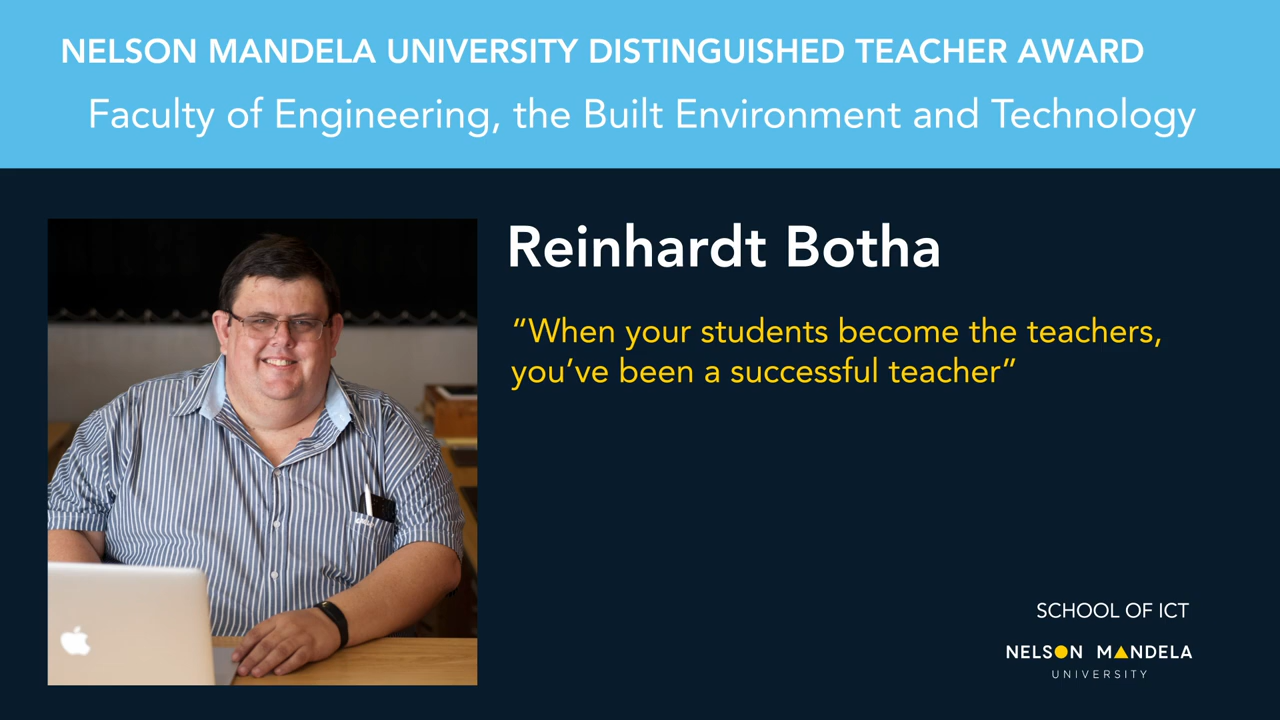 NELSON MANDELA UNIVERSITY DISTINGUISHED TEACHER AWARD
Faculty of Engineering, the Built Environment and Technology
Reinhardt Botha
“When your students become the teachers,
you’ve been a successful teacher”
SCHOOL OF ICT
NELSON MANDELA
UNIVERSITY